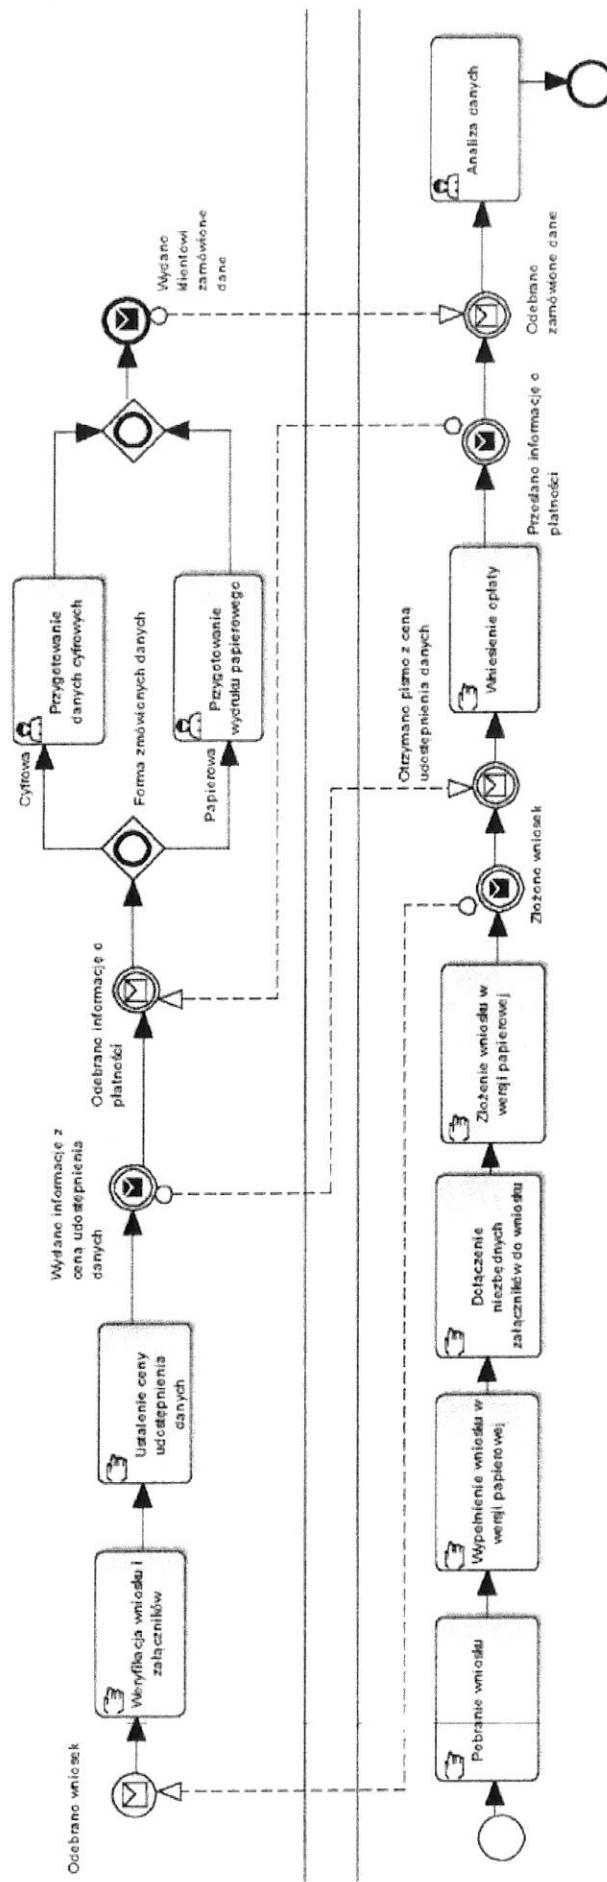 Odebrano wniosek
Weryfikacja wniosku i
załączników
Ustalenie ceny
udostępnienia
danych
Wydano informację z
cena udostępnienia
danych
Odebrano informację o
płatności
Forma zmówionych danych
Cyfrowa
Papierowa
Przygotowanie
danych cyfrowych
Przygotowanie
wydruku papierowego
Wydano
klientowi
zamówione
dane
Pobranie wniosku
Wypełnienie wniosku w
wersji papierowej
Dołączenie
niezbędnych
załączników do wniosku
Złożenie wniosku w
wersji papierowej
Złożono wniosek
Otrzymano pismo z cena
udostępnienia danych
Wniesienie opłaty
Przesłano informację o
płatności
Odebrano
zamówione dane
Analiza danych